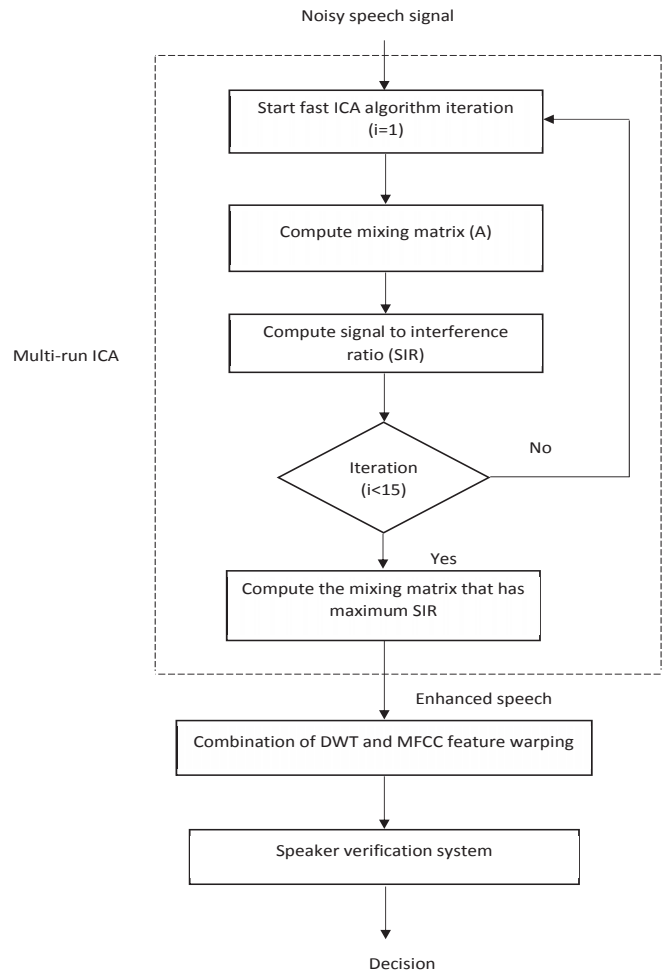 Noisy speech signal
Start fast ICA algorithm iteration
(i=1)
Compute mixing matrix (A)
Compute signal to interference
ratio (SIR)
Multi-run ICA
Iteration
(i<15)
No
Yes
Compute the mixing matrix that has
maximum SIR
Enhanced speech
Combination of DWT and MFCC feature warping
Speaker verification system
Decision